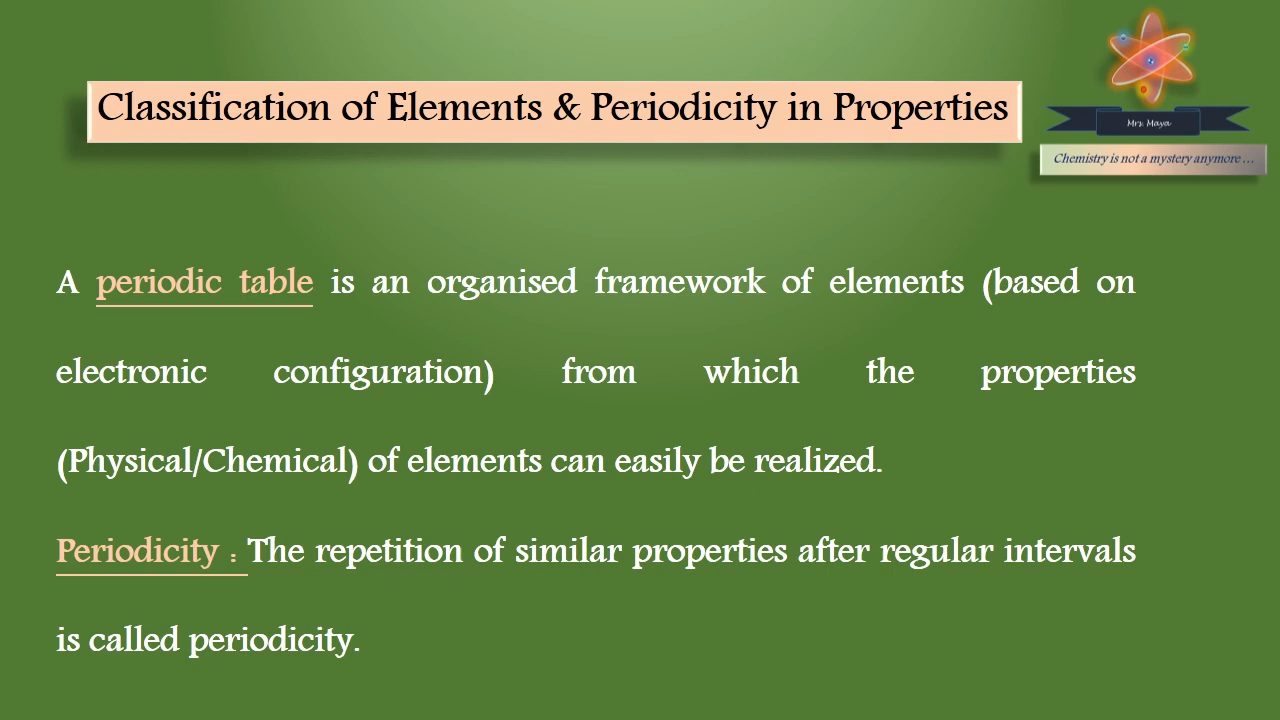 Classification of Elements & Periodicity in Properties
Mrs. Maya
Chemistry is not a mystery anymore ...
A periodic table is an organised framework of elements (based on
electronic configuration) from which the properties
(Physical/Chemical) of elements can easily be realized.
Periodicity : The repetition of similar properties after regular intervals
is called periodicity.